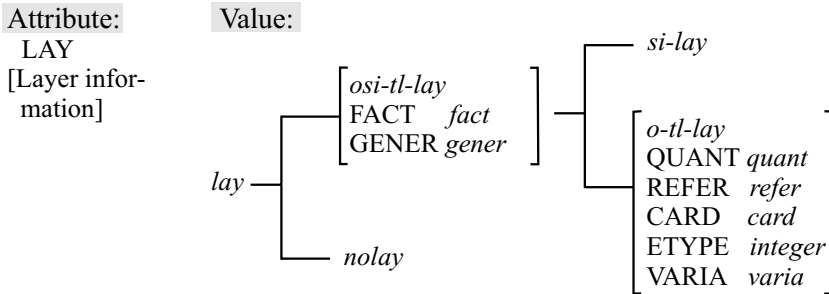 Attribute: Value:
LAY
[Layer infor-
mation]
lay
osi-tl-lay
FACT fact
GENER gener
nolay
si-lay
o-tl-lay
QUANT quant
REFER refer
CARD card
ETYPE integer
VARIA varia